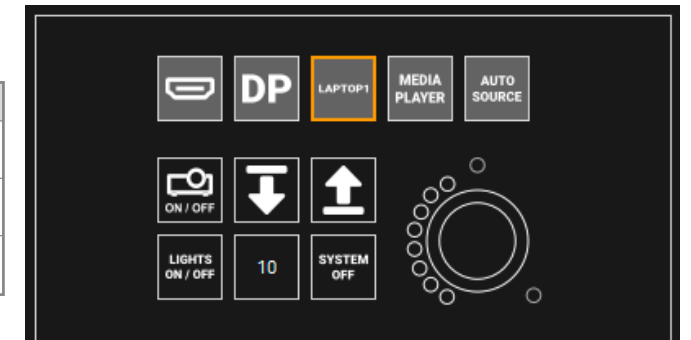 DP
LAPTOP1
MEDIA
PLAYER
AUTO
SOURCE
ON / OFF
LIGHTS
ON / OFF
10
SYSTEM
OFF